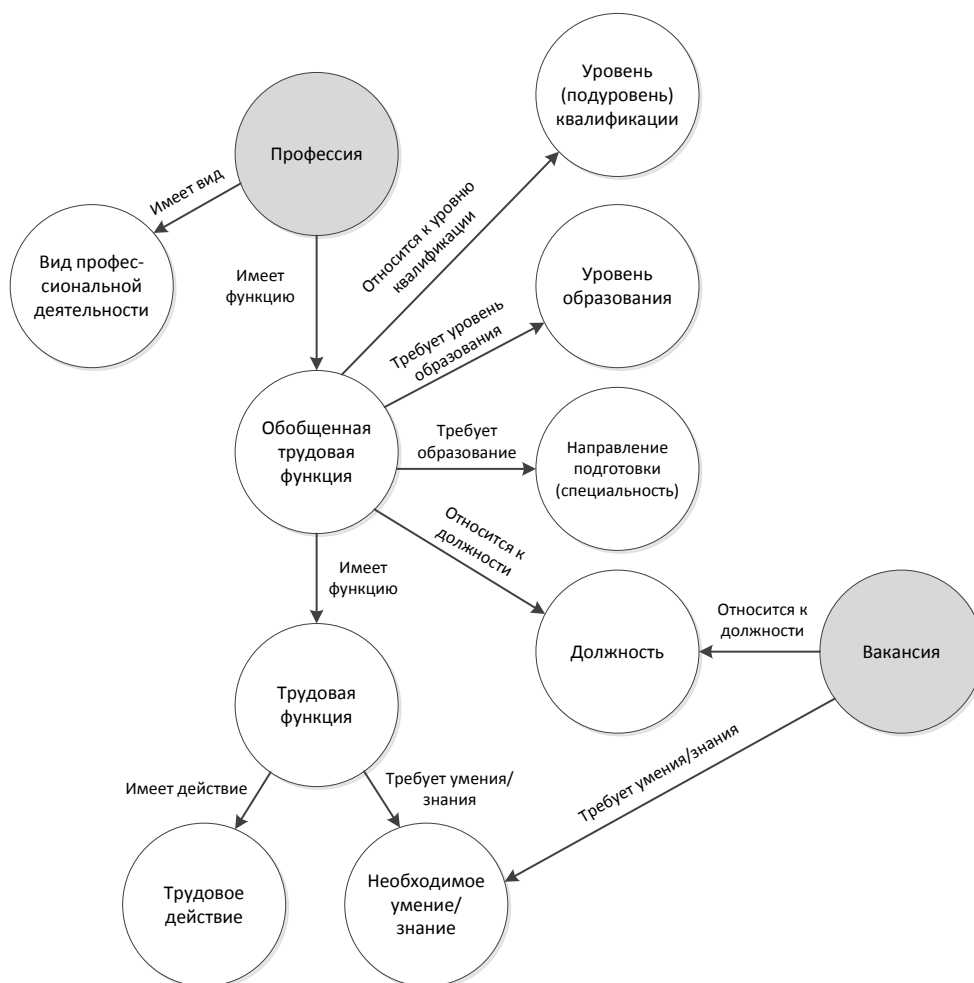 Уровень
(подуровень)
квалификации
Профессия
Имеет вид
Относится к уровню
квалификации
Вид профес-
сиональной
деятельности
Имеет
функцию
Уровень
образования
Требует уровень
образования
Обобщенная
трудовая
функция
Требует
образование
Направление
подготовки
(специальность)
Относится к
должности
Имеет
функцию
Должность
Относится к
должности
Вакансия
Трудовая
функция
Требует умения/знания
Имеет действие
Требует умения/
знания
Трудовое
действие
Необходимое
умение/
знание